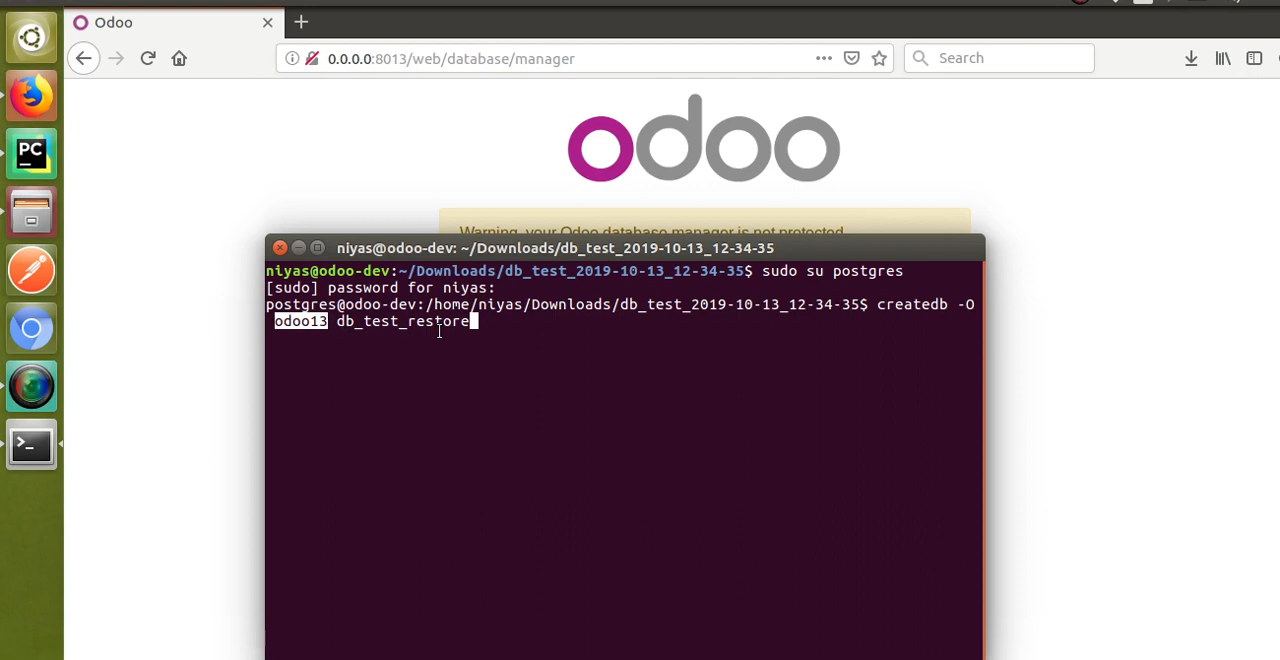 Odoo
0.0.0.0:8013/web/database/manager
Search
odoo
Warning, your Odoo database manager is not protected.
niyas@odoo-dev: ~/Downloads/db_test_2019-10-13_12-34-35
niyas@odoo-dev:~/Downloads/db_test_2019-10-13_12-34-35$ sudo su postgres
[sudo] password for niyas:
postgres@odoo-dev:/home/niyas/Downloads/db_test_2019-10-13_12-34-35$ createdb -O
odoo13 db_test_restore
PC
>_